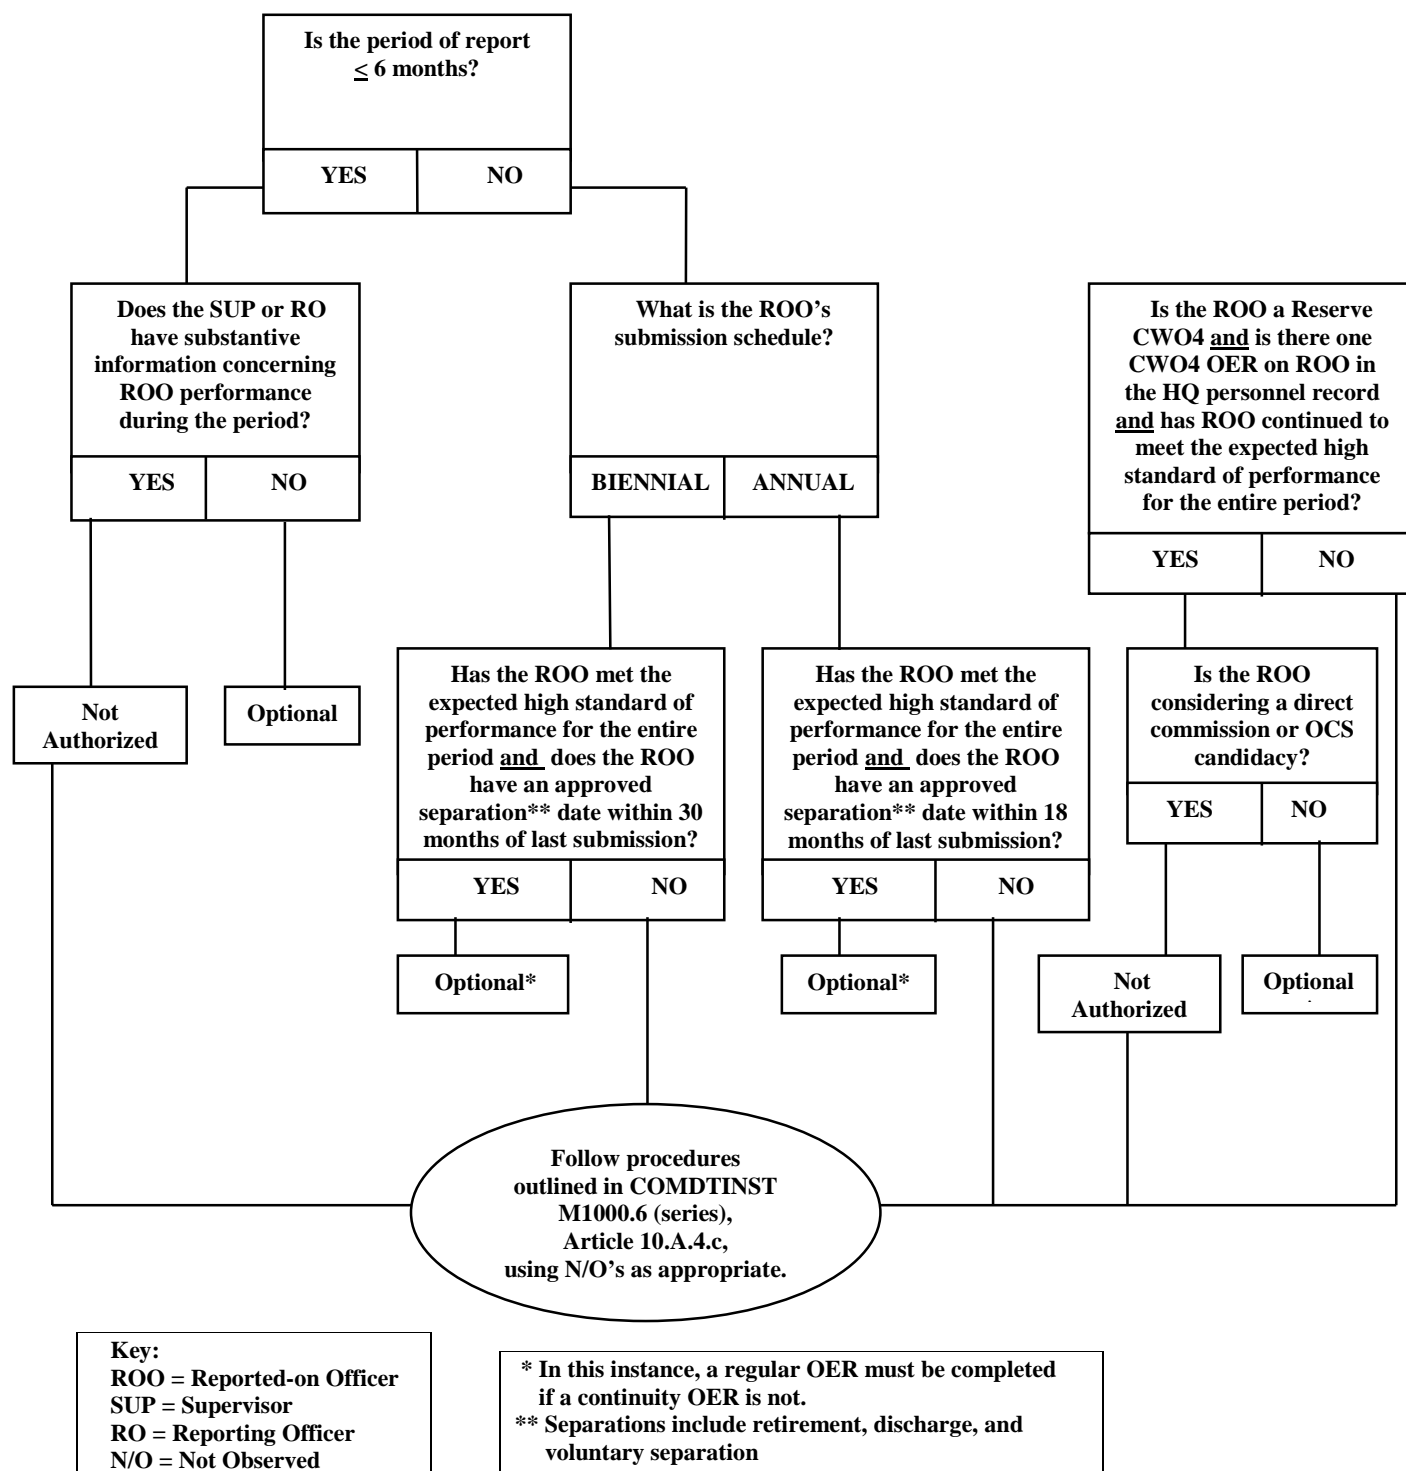 Is the period of report
≤ 6 months?
YES
NO
Does the SUP or RO
have substantive
information concerning
ROO performance
during the period?
YES
NO
Not
Authorized
Optional
What is the ROO's
submission schedule?
BIENNIAL
ANNUAL
Has the ROO met the
expected high standard of
performance for the entire
period and does the ROO
have an approved
separation** date within 30
months of last submission?
YES
NO
Optional*
Has the ROO met the
expected high standard of
performance for the entire
period and does the ROO
have an approved
separation** date within 18
months of last submission?
YES
NO
Optional*
Is the ROO a Reserve
CWO4 and is there one
CWO4 OER on ROO in
the HQ personnel record
and has ROO continued to
meet the expected high
standard of performance
for the entire period?
YES
NO
Is the ROO
considering a direct
commission or OCS
candidacy?
YES
NO
Not
Authorized
Optional
Follow procedures
outlined in COMDTINST
M1000.6 (series),
Article 10.A.4.c,
using N/O's as appropriate.
Key:
ROO = Reported-on Officer
SUP = Supervisor
RO = Reporting Officer
N/O = Not Observed
* In this instance, a regular OER must be completed
if a continuity OER is not.
** Separations include retirement, discharge, and
voluntary separation